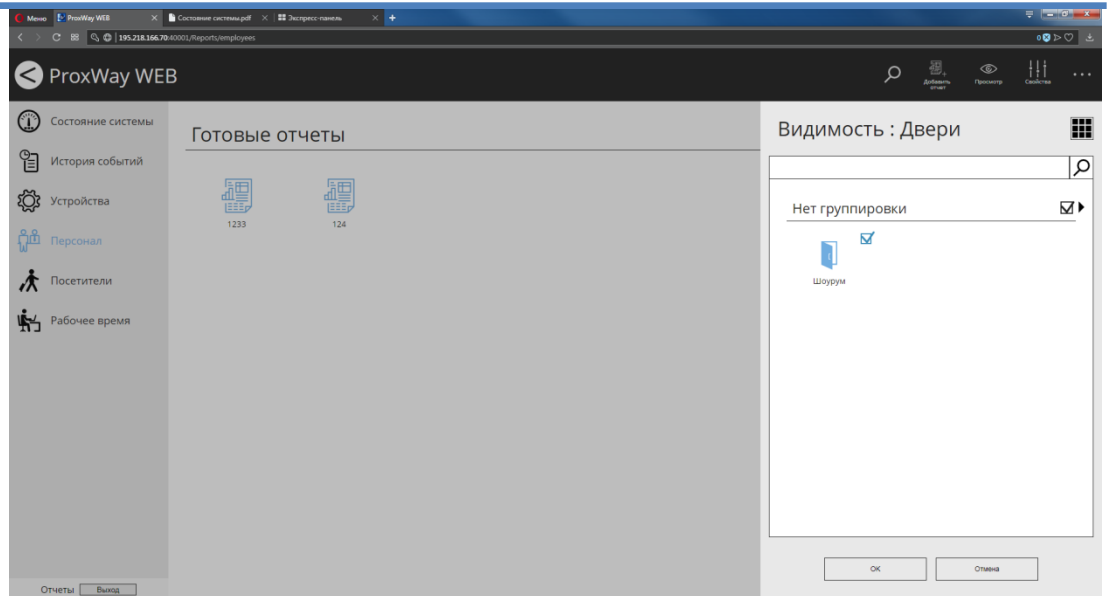 Меню
ProxWay WEB
Состояние системы.pdf
Экспресс-панель
195.218.166.70:40001/Reports/employees
0
ProxWay WEB
Добавить отчет
Просмотр
Свойства
Состояние системы
История событий
Устройства
Персонал
Посетители
Рабочее время
Готовые отчеты
1233
124
Видимость : Двери
Нет группировки
Шоурум
ОК
Отмена
Отчеты
Выход